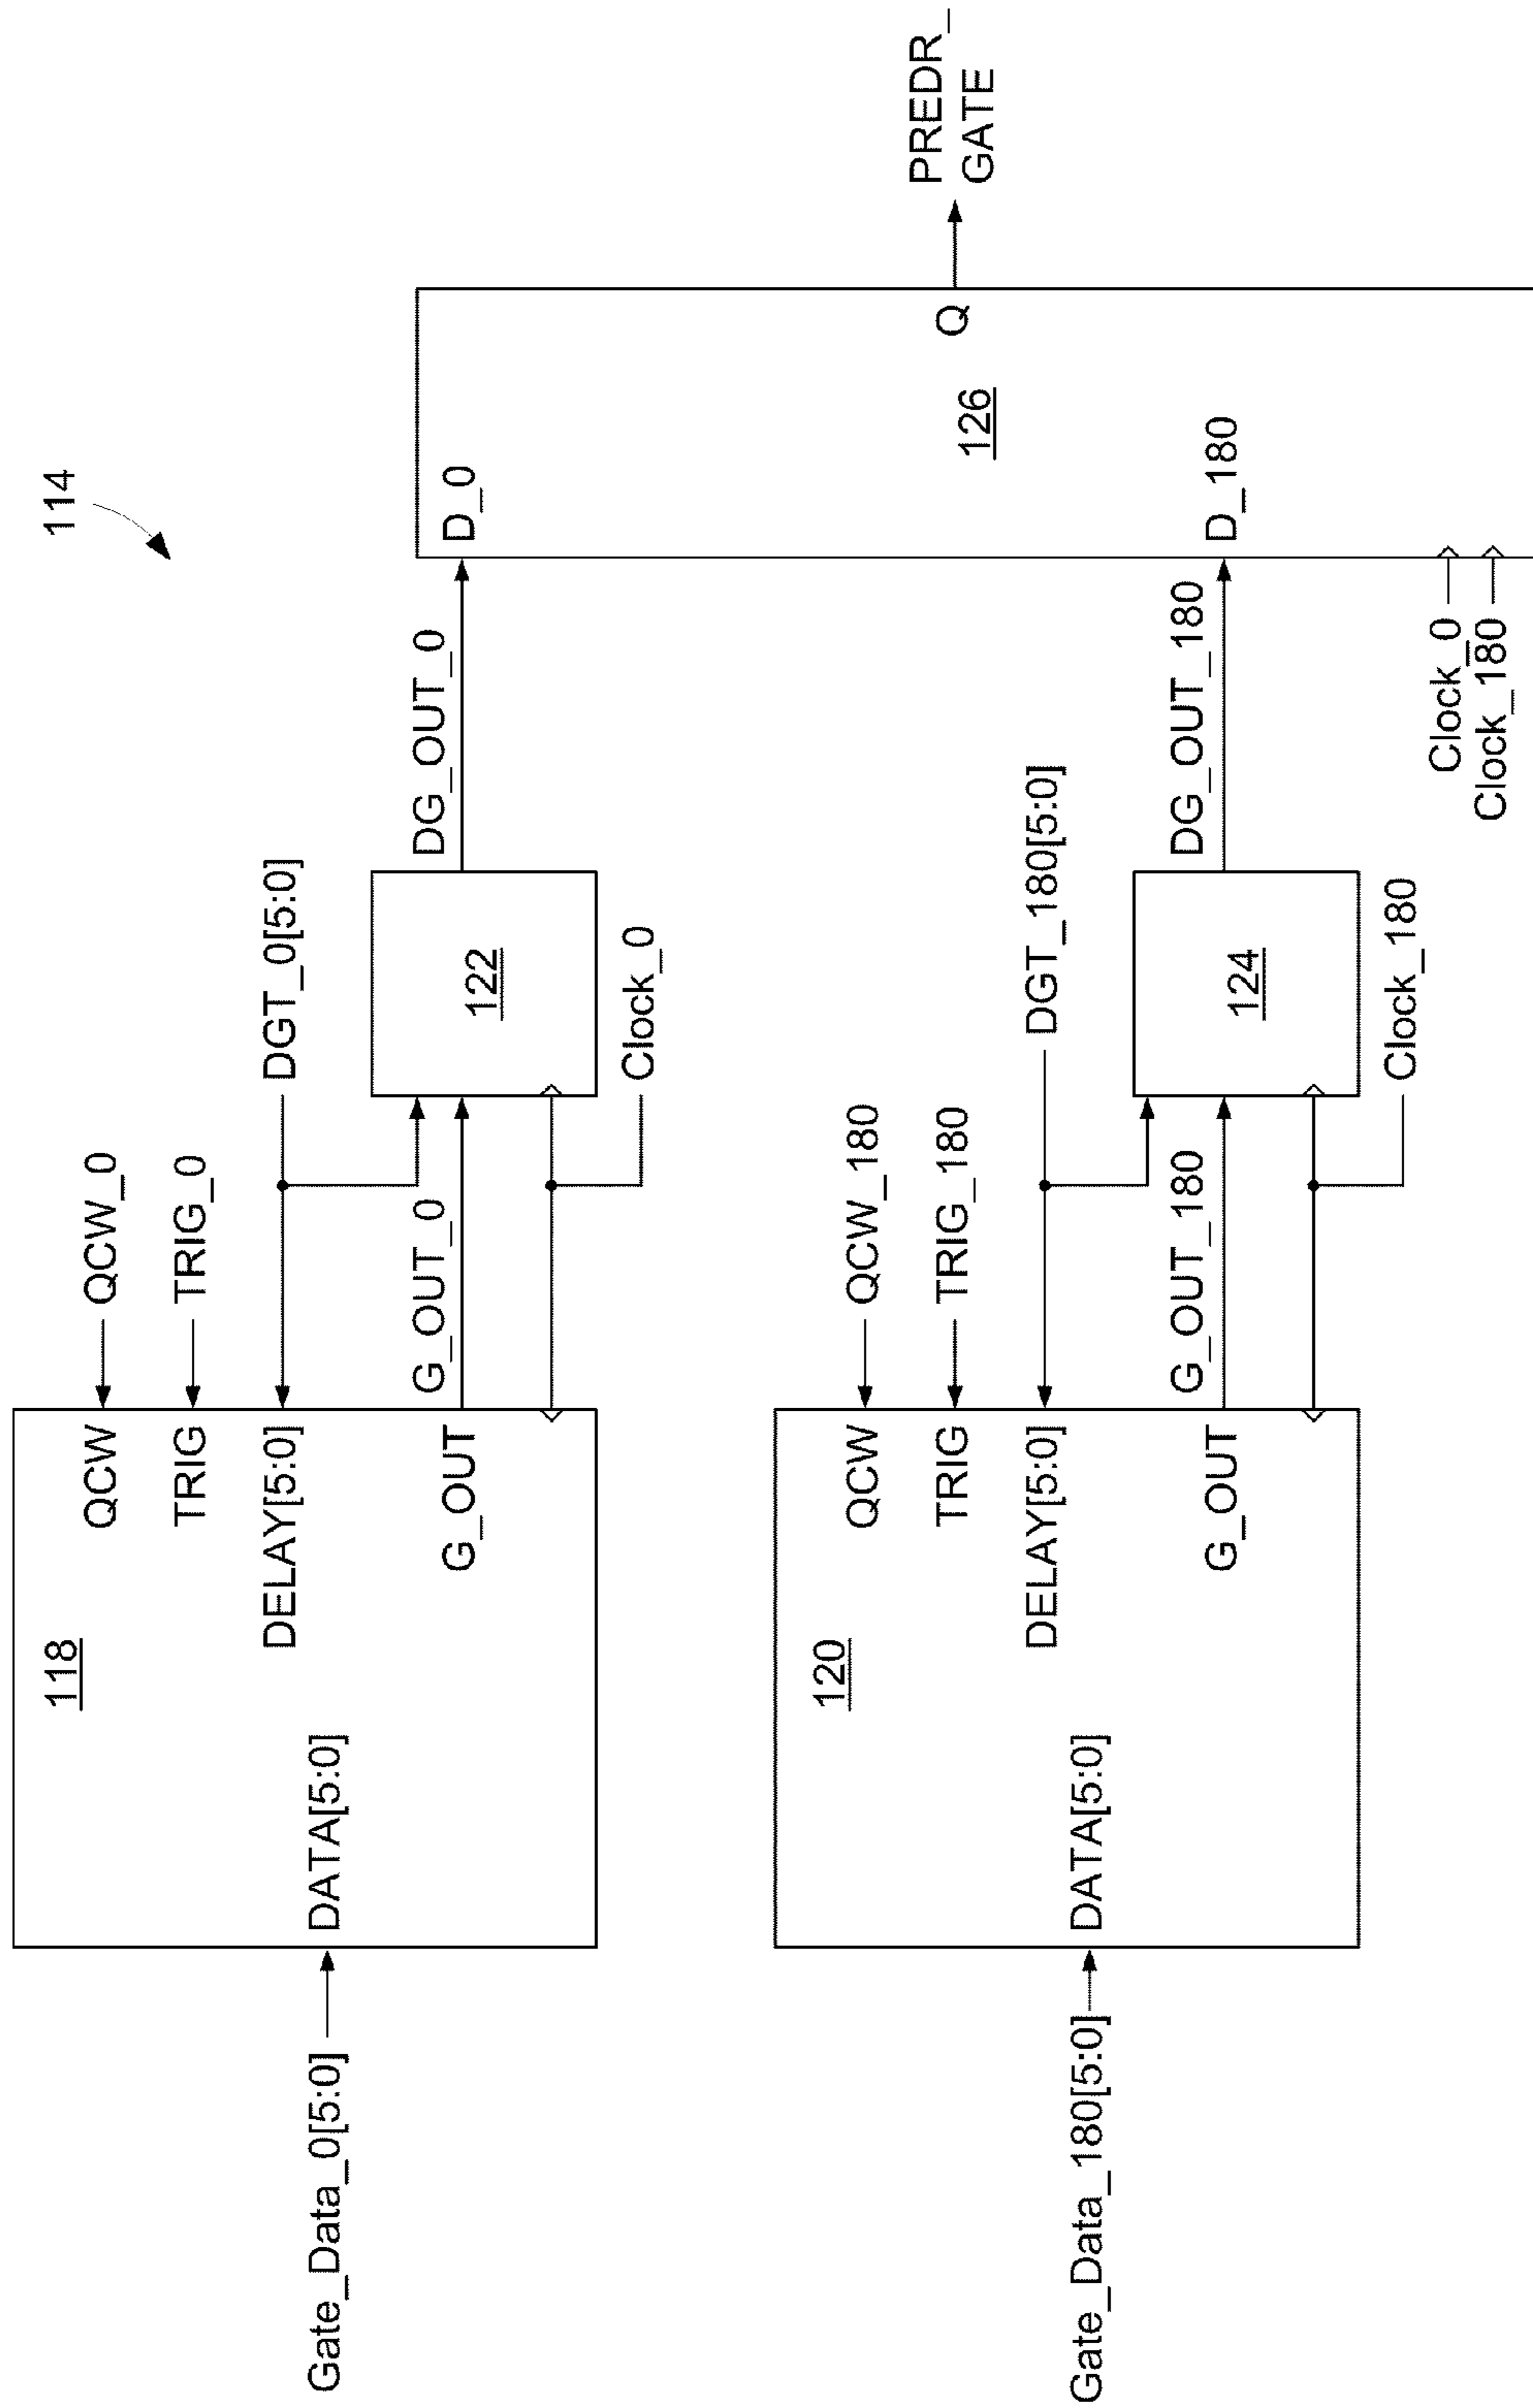 114
118
QCW
QCW_0
TRIG
TRIG_0
DELAY[5:0]
DGT_0[5:0]
Gate_Data_0[5:0]
DATA[5:0]
G_OUT
G_OUT_0
122
DG_OUT_0
D_0
Clock_0
120
QCW
QCW_180
TRIG
TRIG_180
DELAY[5:0]
DGT_180[5:0]
Gate_Data_180[5:0]
DATA[5:0]
G_OUT
G_OUT_180
124
DG_OUT_180
D_180
Clock_180
126
Q
PREDR_
GATE
Clock_0
Clock_180